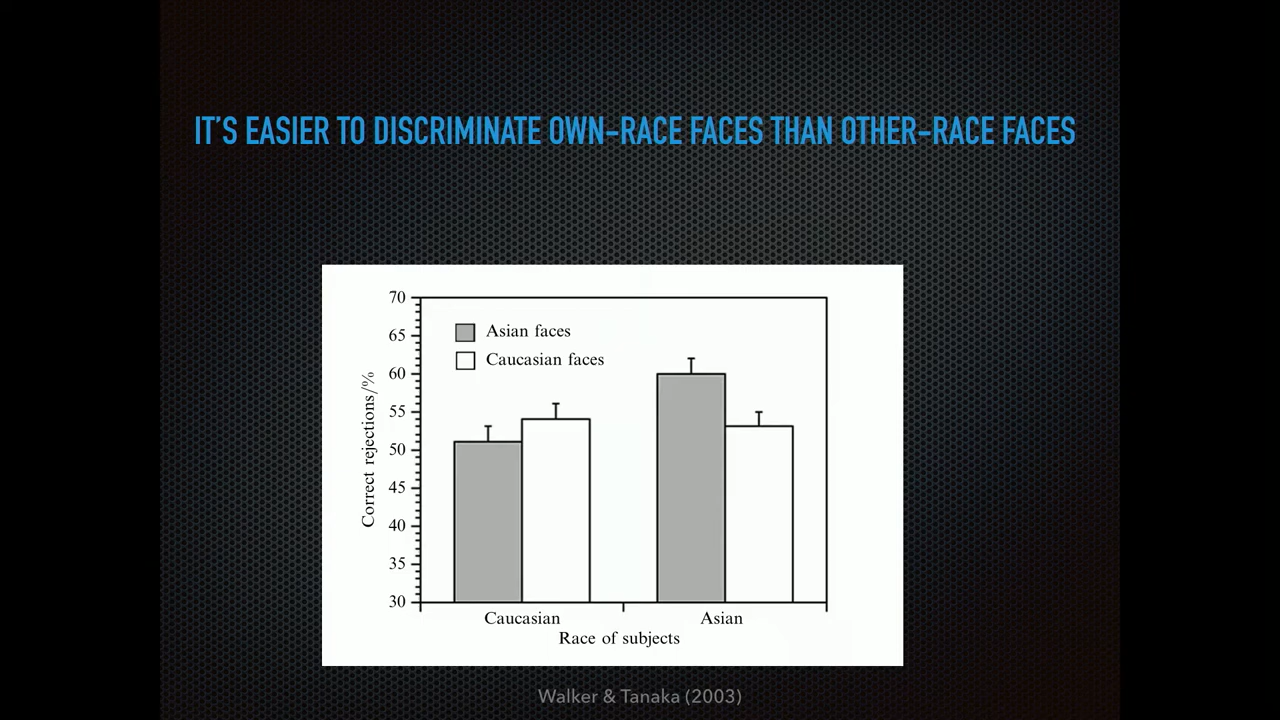 IT'S EASIER TO DISCRIMINATE OWN-RACE FACES THAN OTHER-RACE FACES
70
65
60
55
50
45
40
35
30
Correct rejections/%
Asian faces
Caucasian faces
Caucasian
Asian
Race of subjects
Walker & Tanaka (2003)